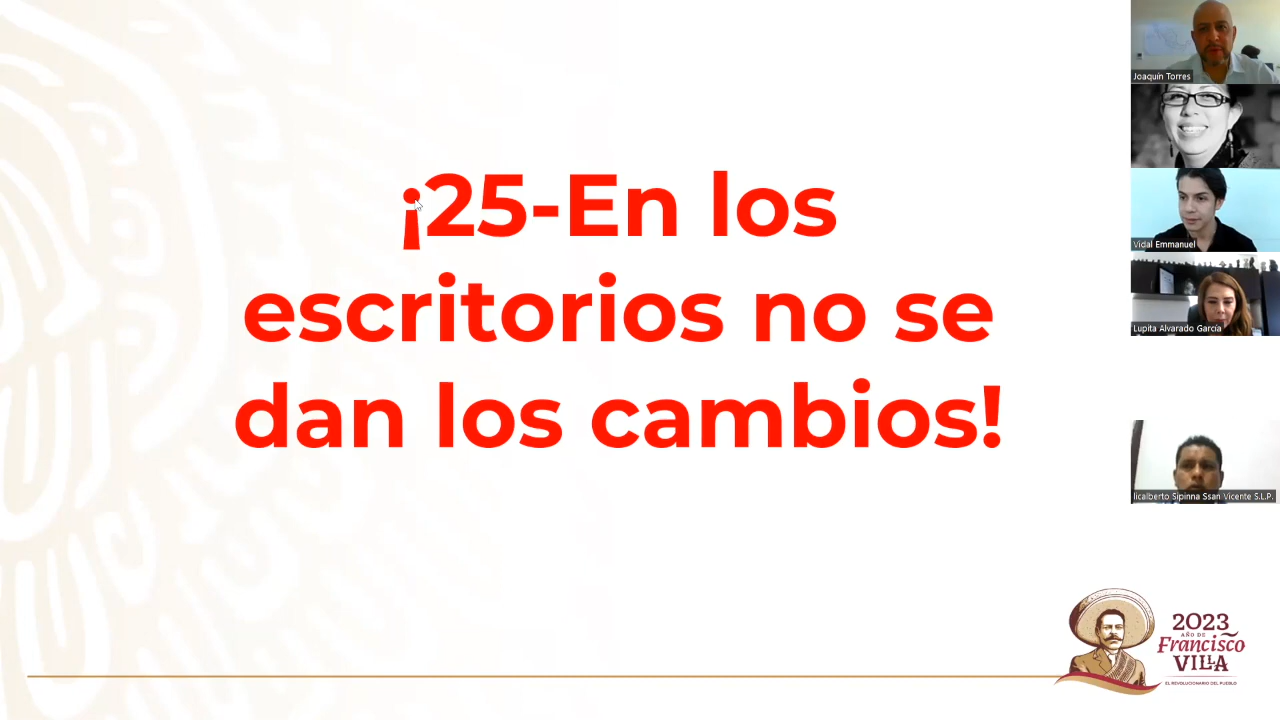 ¡25-En los
escritorios no se
dan los cambios!
Joaquín Torres
Vidal Emmanuel
Lupita Alvarado García
licalberto Sipinna Ssan Vicente S.L.P.
2023
AÑO DE
Francisco
VILLA
EL REVOLUCIONARIO DEL PUEBLO